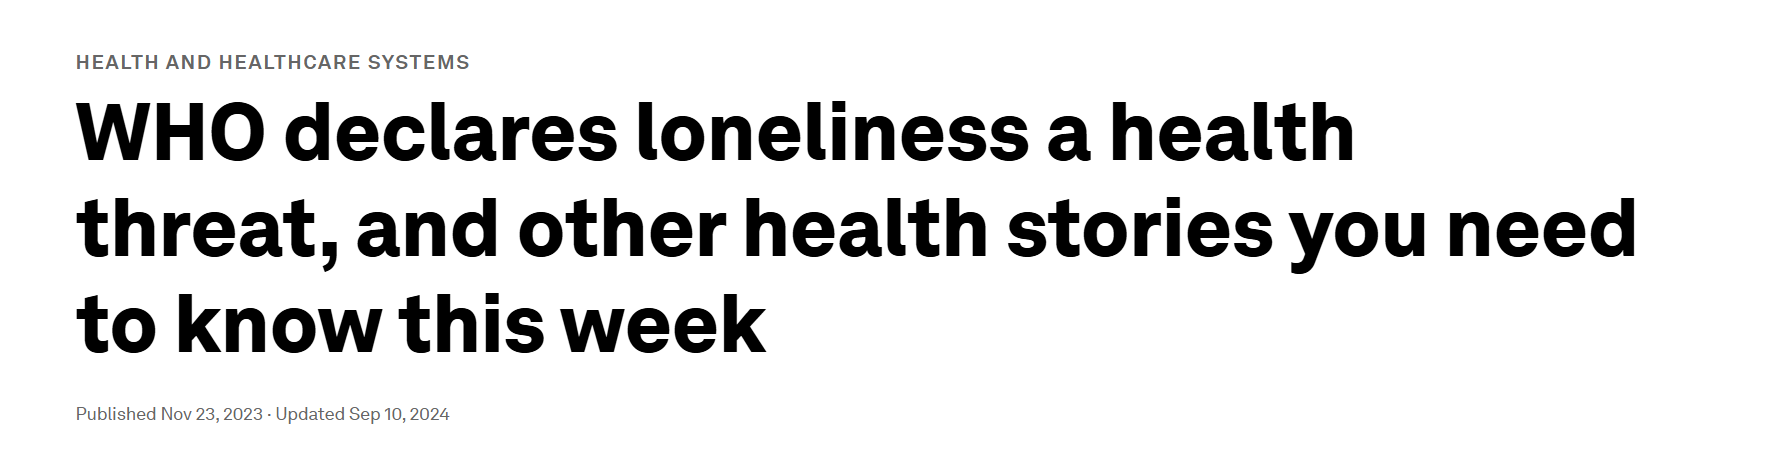 HEALTH AND HEALTHCARE SYSTEMS
WHO declares loneliness a health
threat, and other health stories you need
to know this week
Published Nov 23, 2023 · Updated Sep 10, 2024